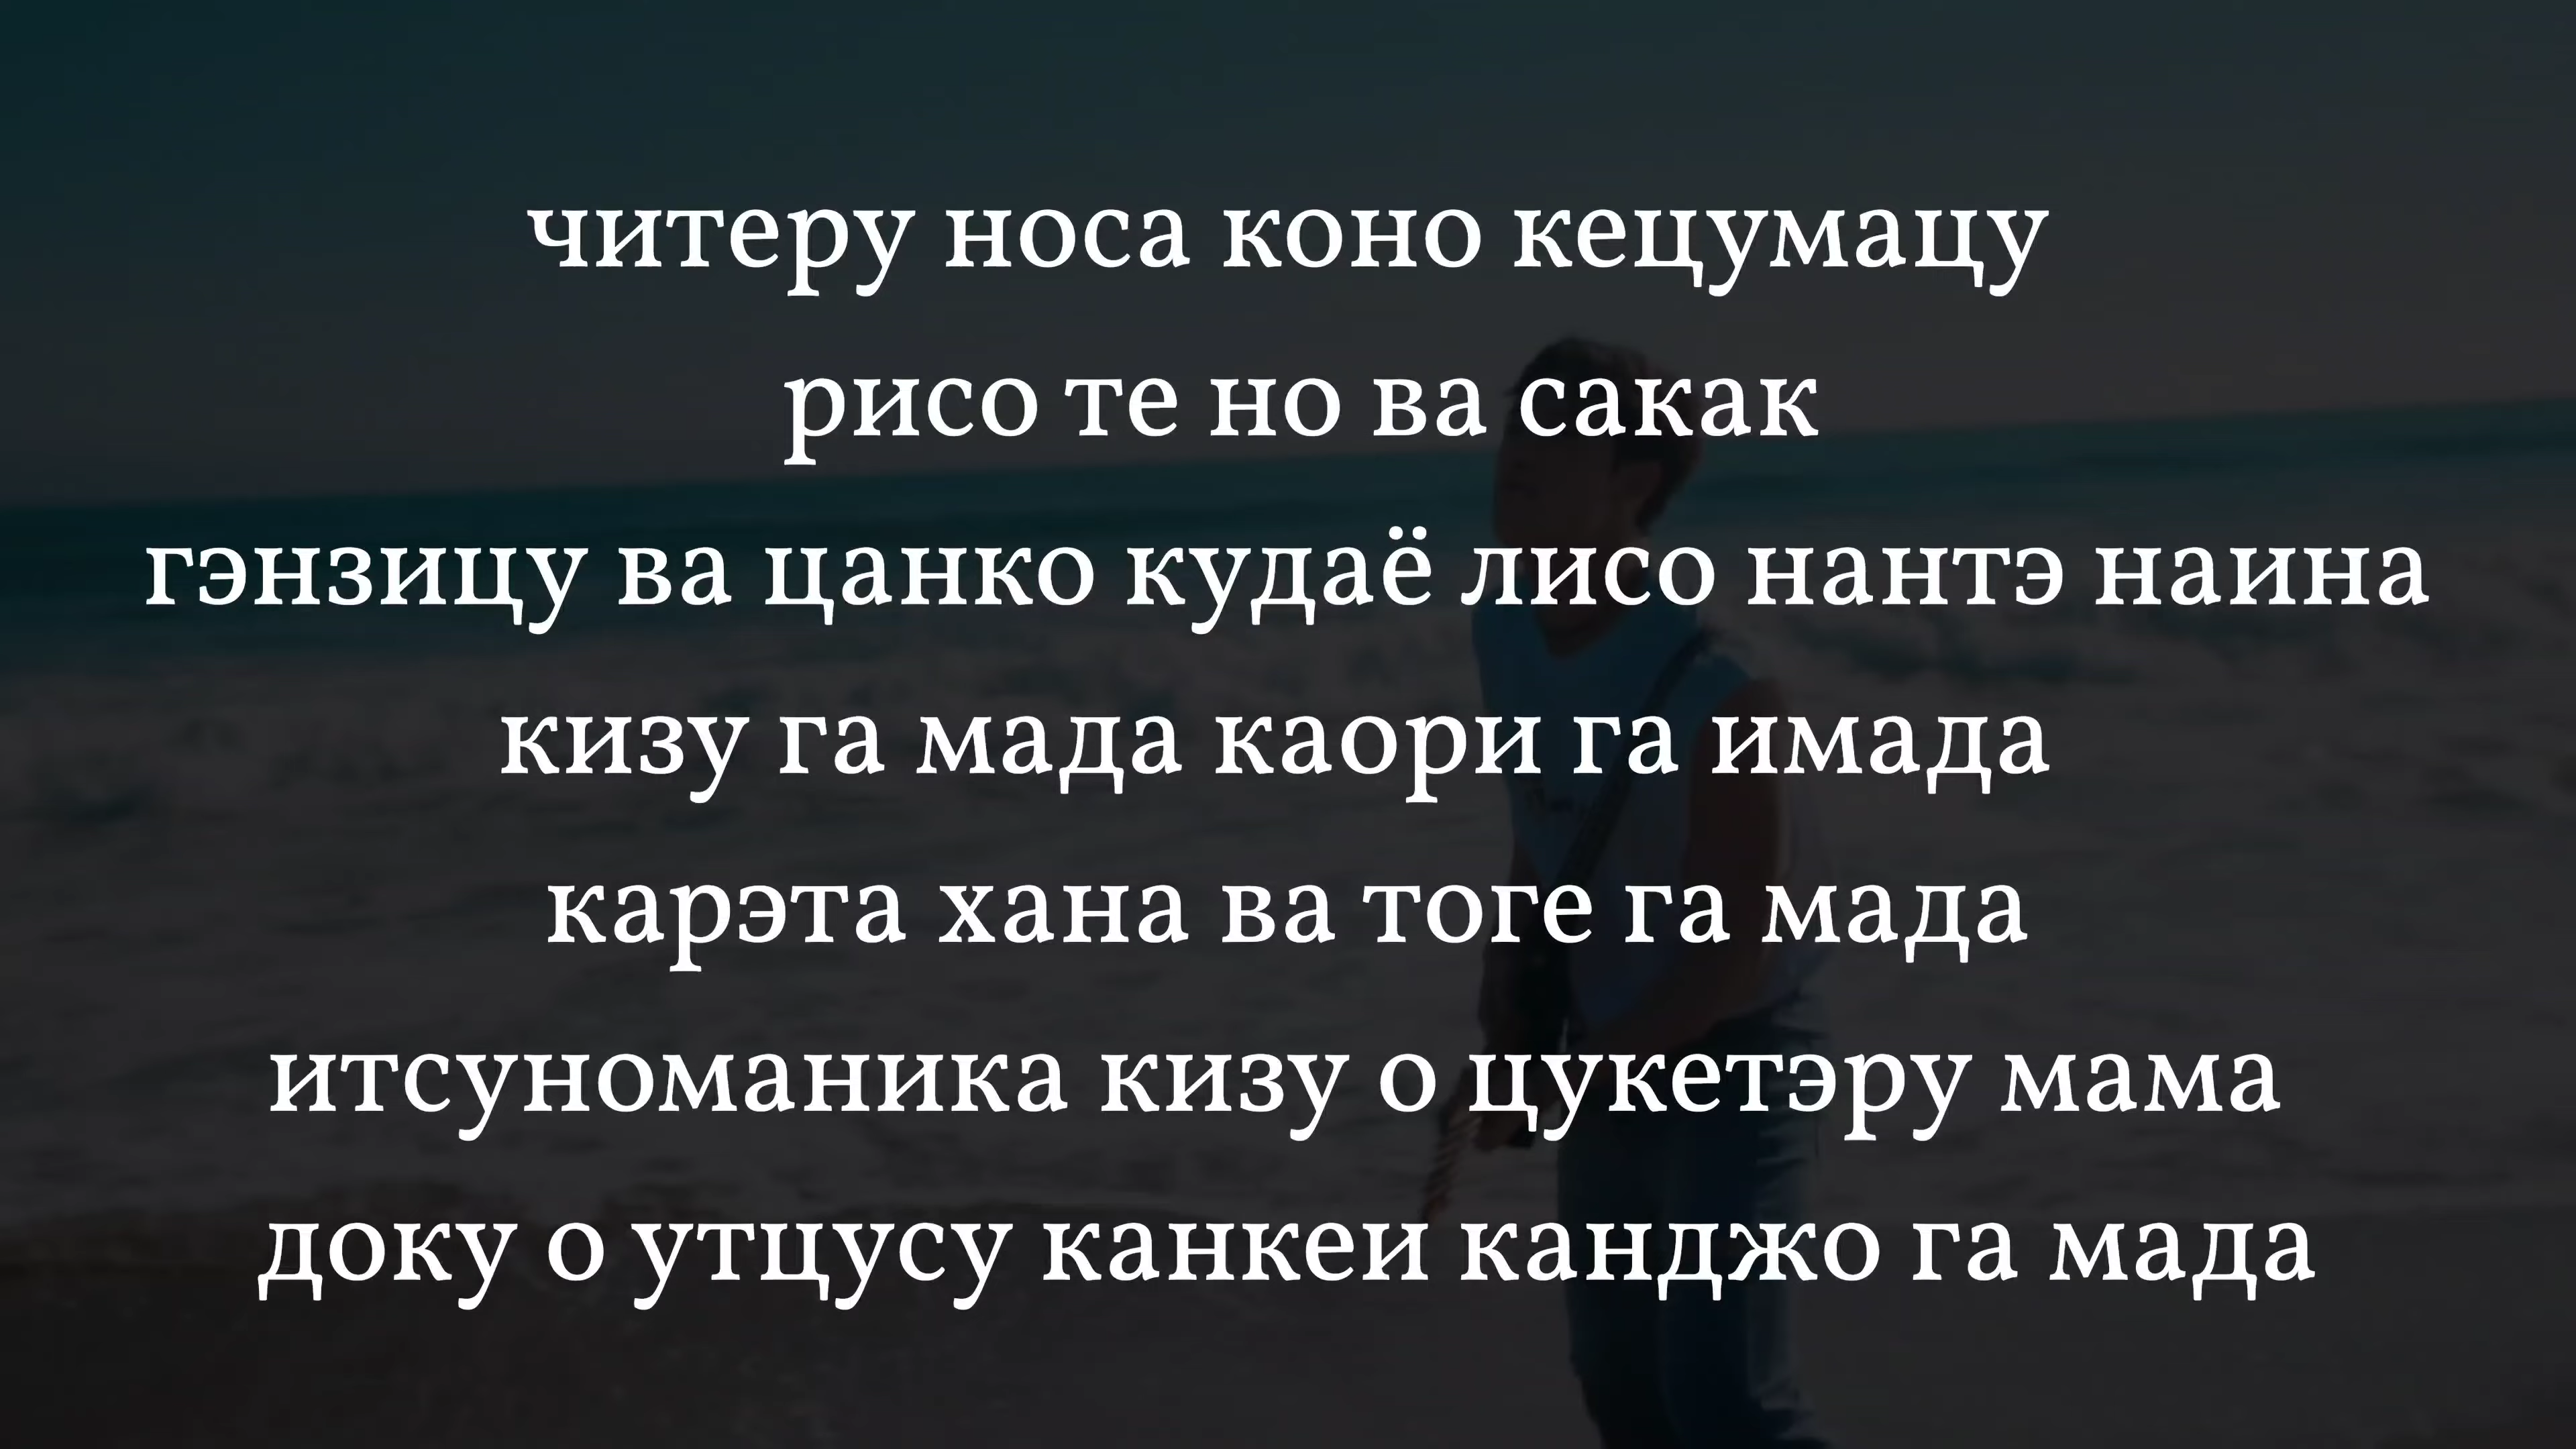 читеру носа коно кецумацу
рисо те но ва сакак
гэнзицу ва цанко кудаё лисо нантэ наина
кизу га мада каори га имада
карэта хана ва тоге га мада
итсуноманика кизу о цукетэру мама
доку о утцусу канкеи канджо га мада